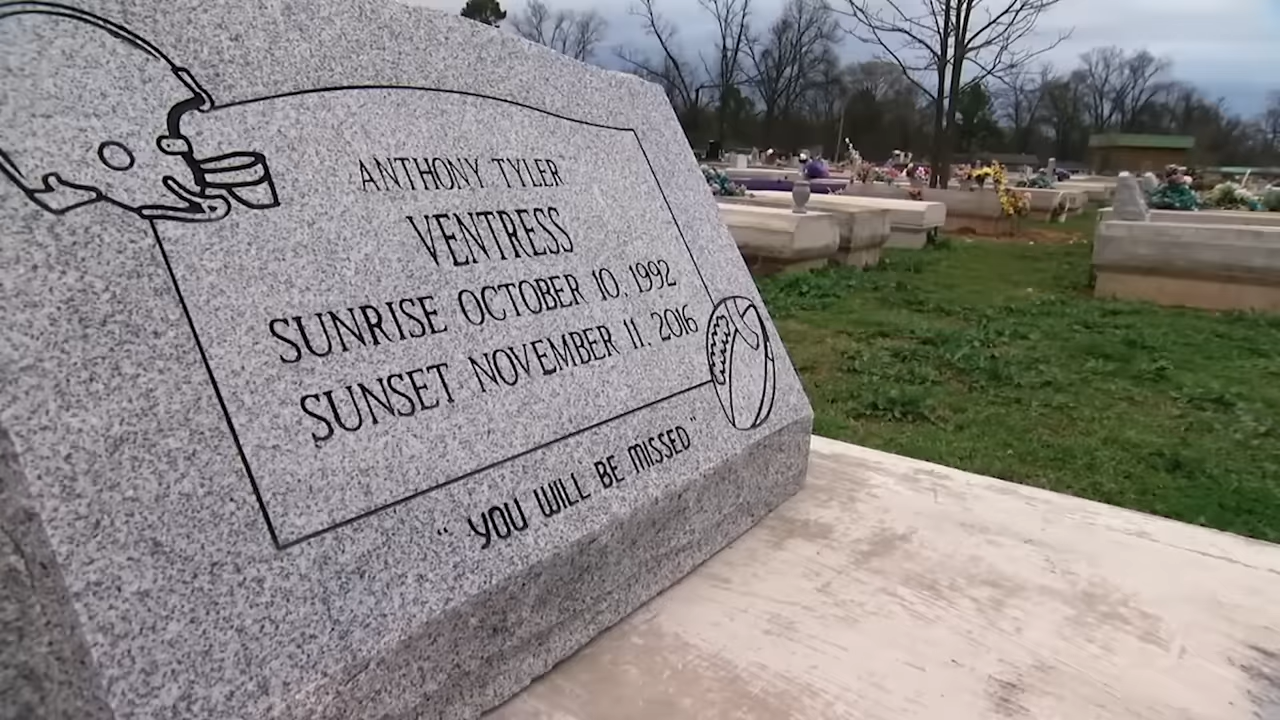 ANTHONY TYLER
VENTRESS
SUNRISE OCTOBER 10, 1992
SUNSET NOVEMBER 11, 2016
" YOU WILL BE MISSED "